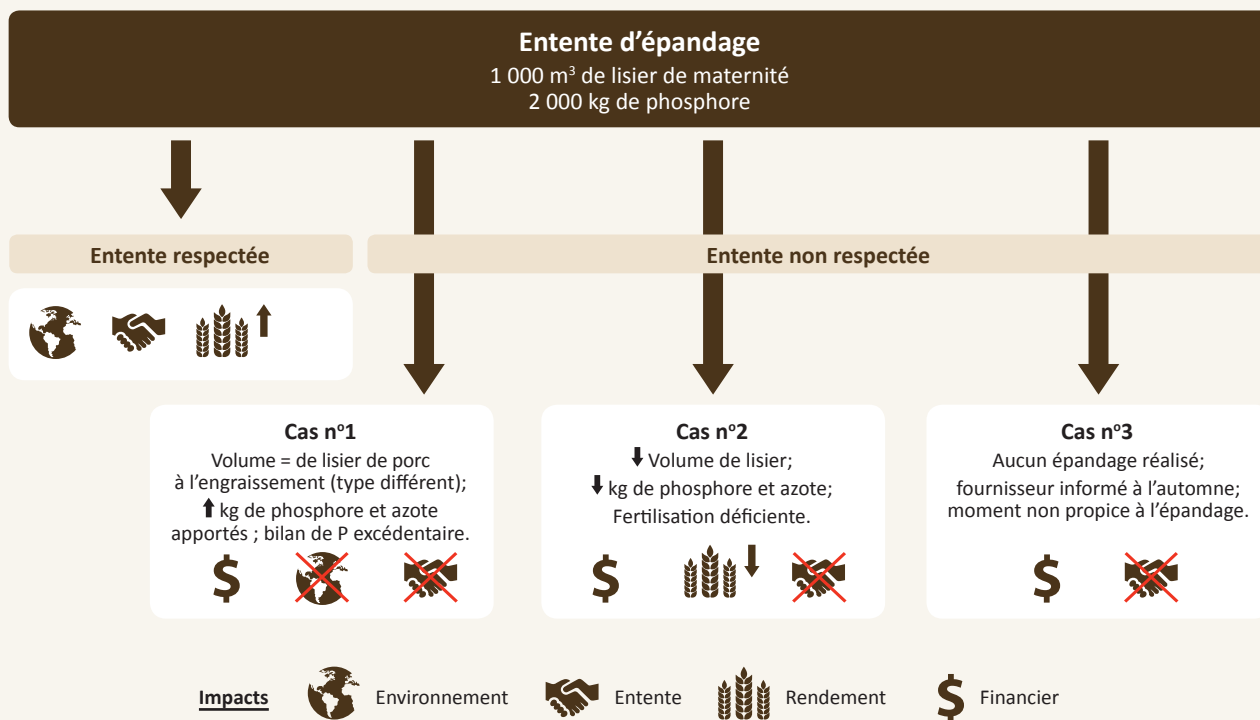 Entente d’épandage
1 000 m³ de lisier de maternité
2 000 kg de phosphore
Entente respectée
Entente non respectée
Cas nº1
Volume = de lisier de porc
à l’engraissement (type différent);
kg de phosphore et azote
apportés ; bilan de P excédentaire.
$
Cas nº2
Volume de lisier;
kg de phosphore et azote;
Fertilisation déficiente.
$
Cas nº3
Aucun épandage réalisé;
fournisseur informé à l’automne;
moment non propice à l’épandage.
$
Impacts Environnement Entente Rendement $ Financier